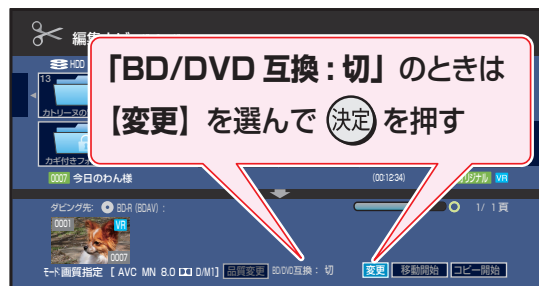 編集
「BD/DVD 互換:切」のときは
【変更】を選んで 決定 を押す
HDD
13
カトリーヌの
カギ付きフォ
0007 今日のわん様
(00:12:34)
リジナル VR
ダビング先: BD-R (BDAV) :
1/ 1頁
0001 VR
0007
モード画質指定 [ AVC MN 8.0 D/M1] 品質変更 BD/DVD互換: 切 変更 移動開始 コピー開始